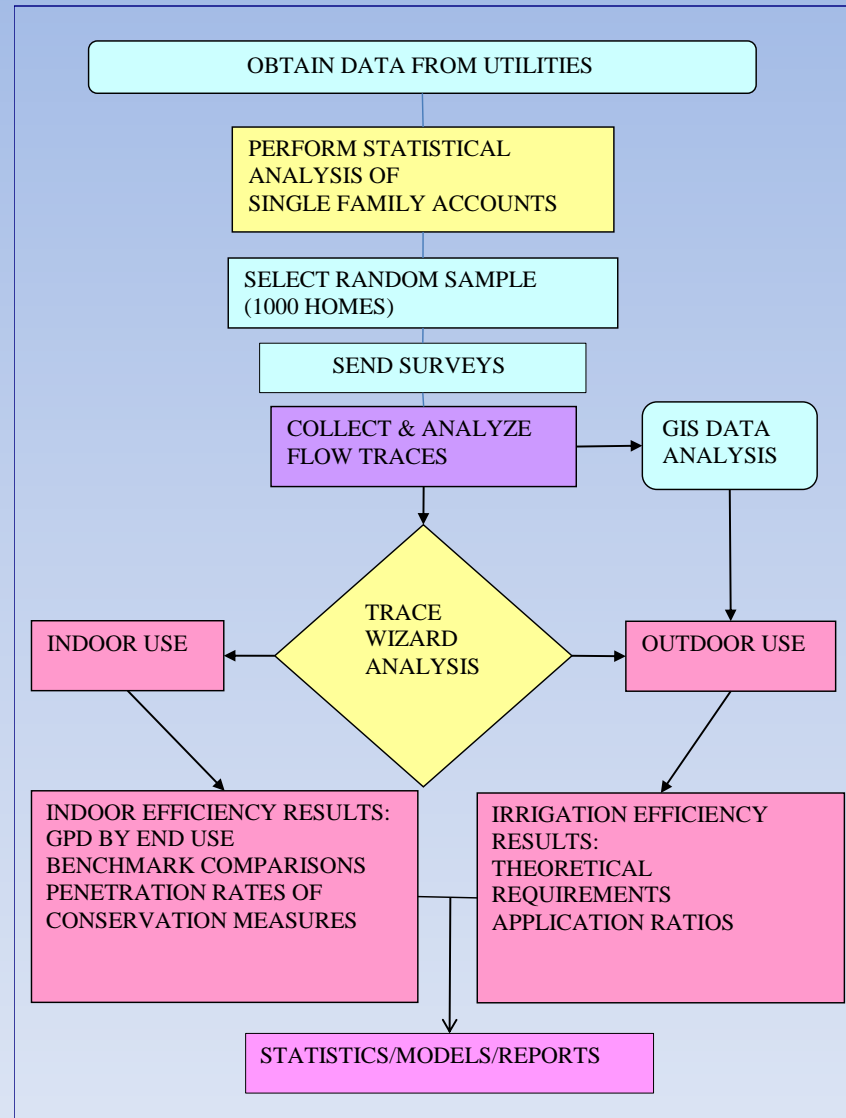 OBTAIN DATA FROM UTILITIES
PERFORM STATISTICAL
ANALYSIS OF
SINGLE FAMILY ACCOUNTS
SELECT RANDOM SAMPLE
(1000 HOMES)
SEND SURVEYS
COLLECT & ANALYZE
FLOW TRACES
GIS DATA
ANALYSIS
TRACE
WIZARD
ANALYSIS
INDOOR USE
OUTDOOR USE
INDOOR EFFICIENCY RESULTS:
GPD BY END USE
BENCHMARK COMPARISONS
PENETRATION RATES OF
CONSERVATION MEASURES
IRRIGATION EFFICIENCY
RESULTS:
THEORETICAL
REQUIREMENTS
APPLICATION RATIOS
STATISTICS/MODELS/REPORTS